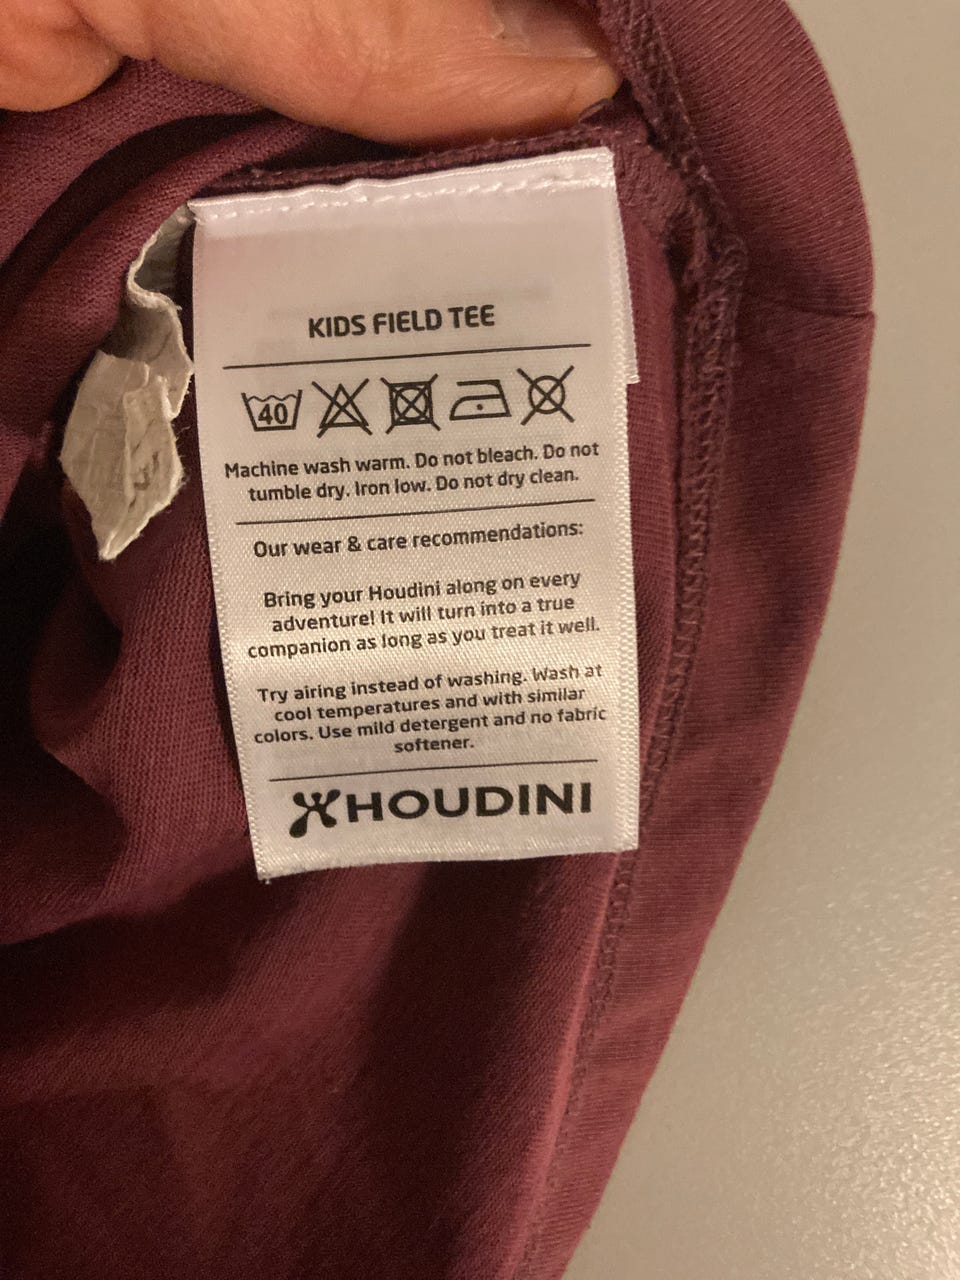 KIDS FIELD TEE
40
Machine wash warm. Do not bleach. Do not
tumble dry. Iron low. Do not dry clean.
Our wear & care recommendations:
Bring your Houdini along on every
adventure! It will turn into a true
companion as long as you treat it well.
Try airing instead of washing. Wash at
cool temperatures and with similar
colors. Use mild detergent and no fabric
softener.
HOUDINI